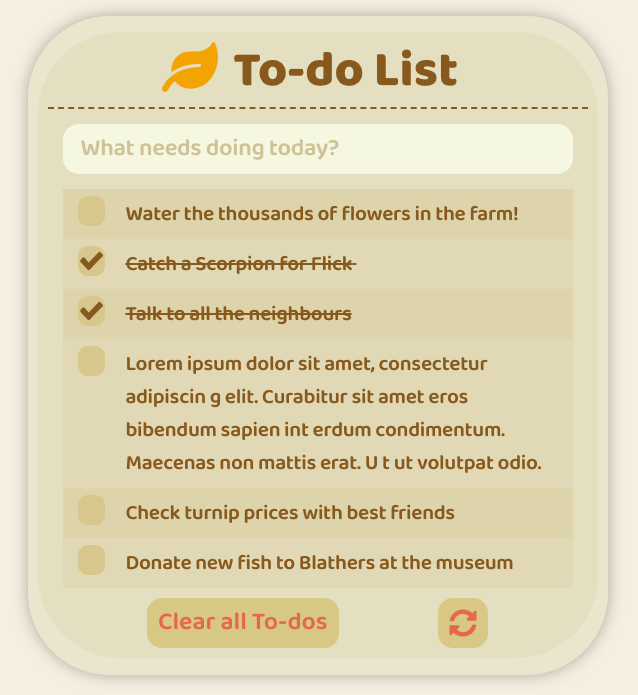 To-do List
What needs doing today?
Water the thousands of flowers in the farm!
Catch a Scorpion for Flick
Talk to all the neighbours
Lorem ipsum dolor sit amet, consectetur
adipiscin g elit. Curabitur sit amet eros
bibendum sapien int erdum condimentum.
Maecenas non mattis erat. U t ut volutpat odio.
Check turnip prices with best friends
Donate new fish to Blathers at the museum
Clear all To-dos